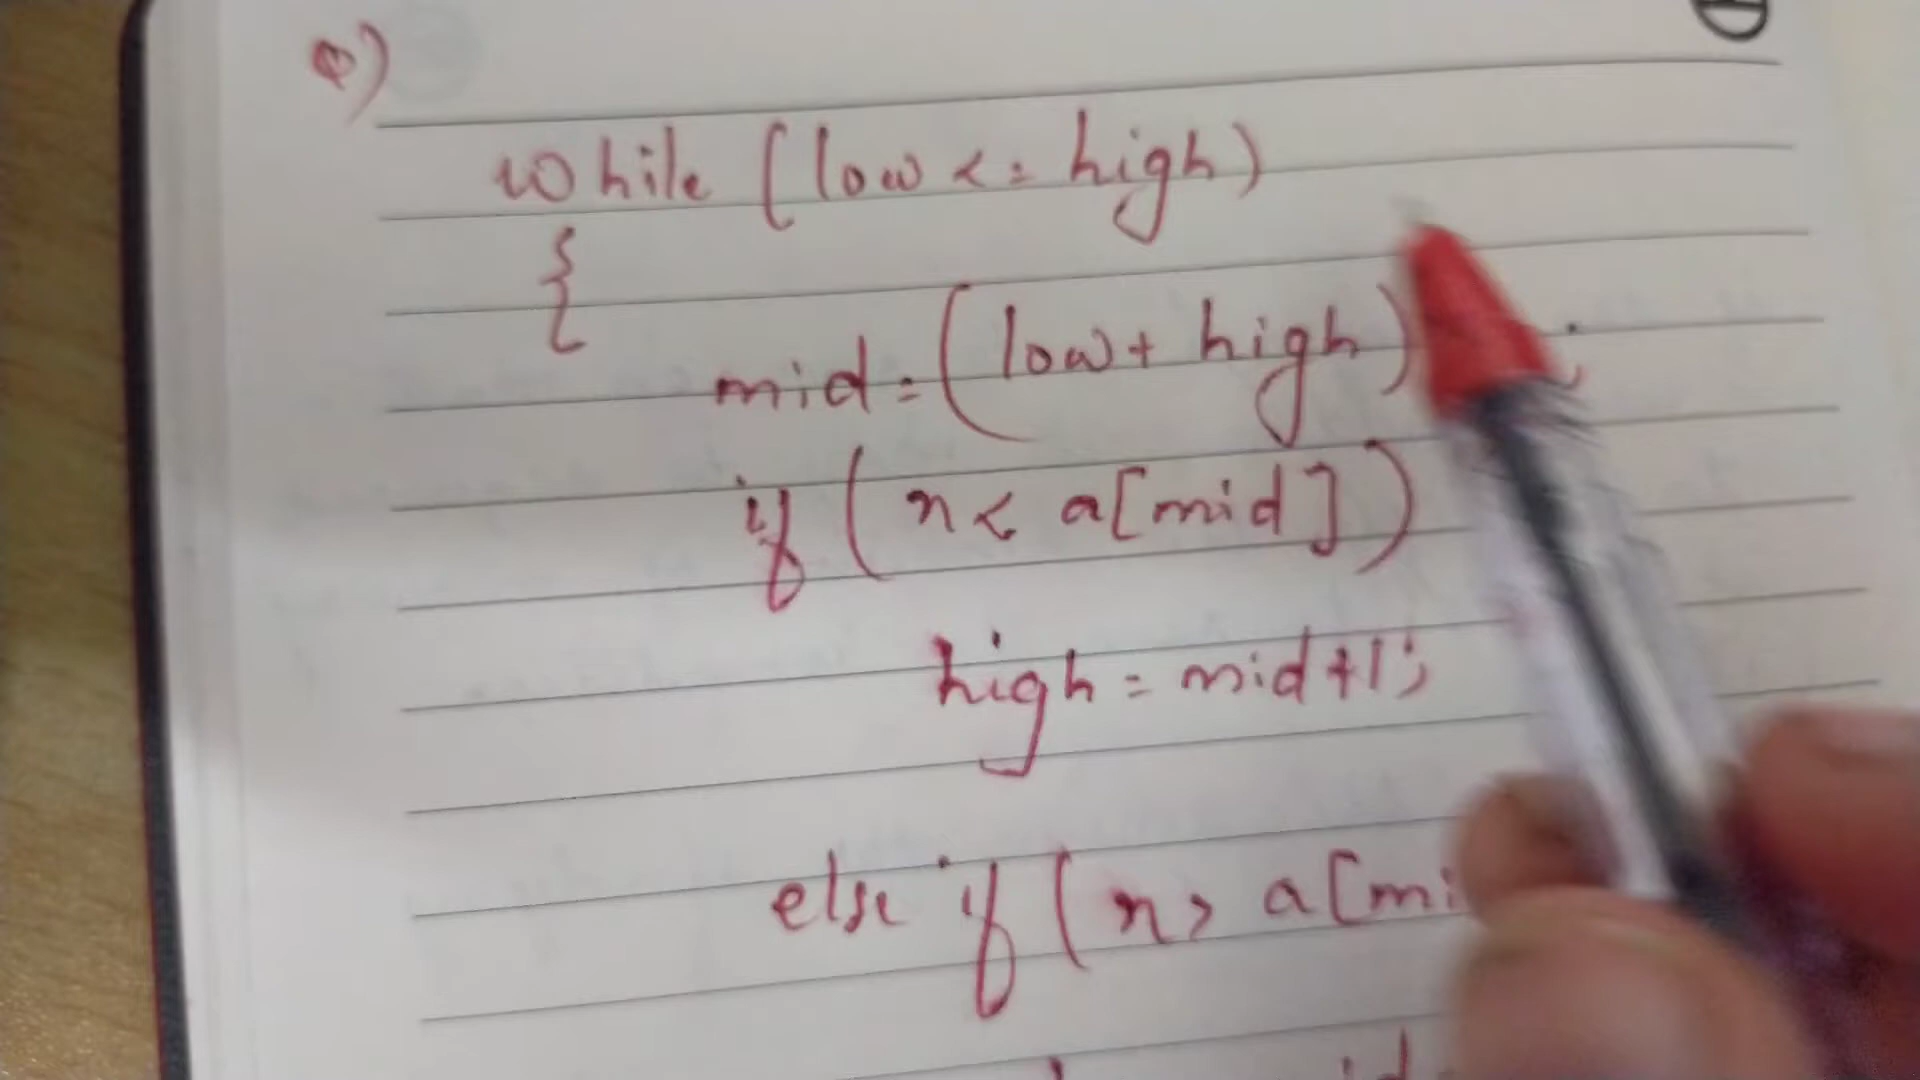 while (low <= high)
{
mid = (low + high) ;
if (n < a[mid])
high = mid+1;
else if (n > a[mi